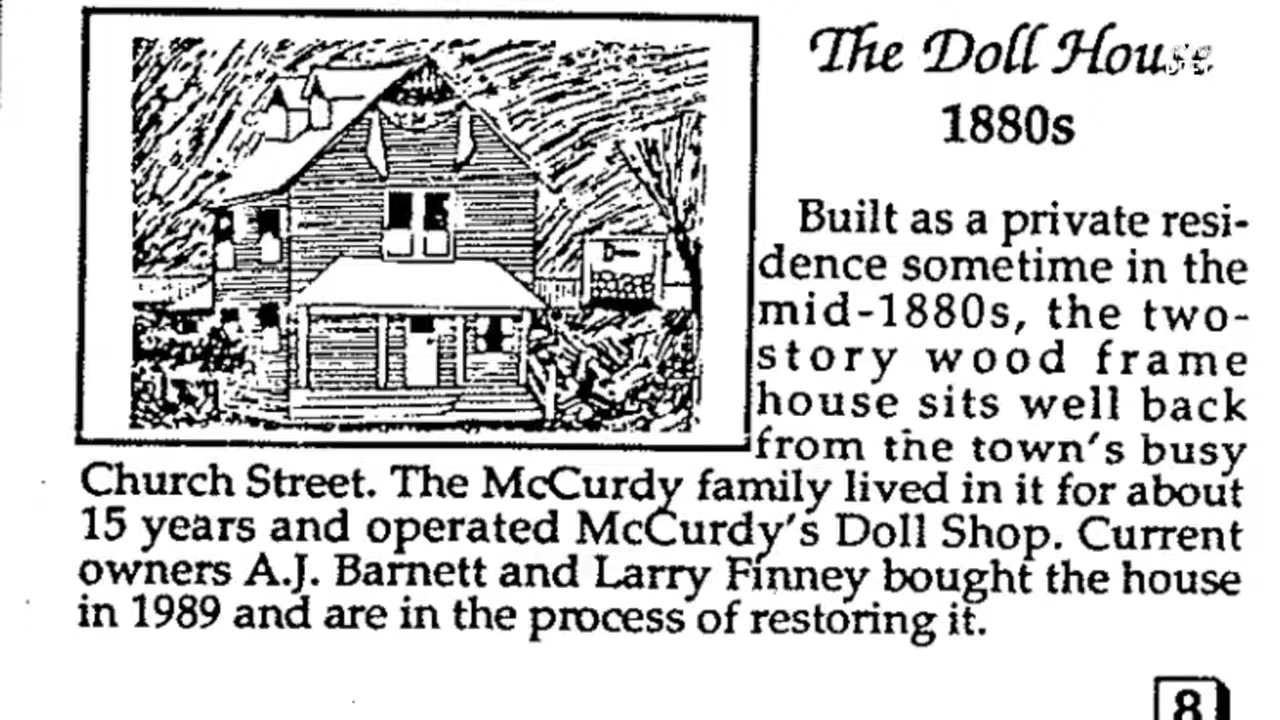 The Doll House
1880s
Built as a private resi-
dence sometime in the
mid-1880s, the two-
story wood frame
house sits well back
from the town's busy
Church Street. The McCurdy family lived in it for about
15 years and operated McCurdy's Doll Shop. Current
owners A.J. Barnett and Larry Finney bought the house
in 1989 and are in the process of restoring it.
8